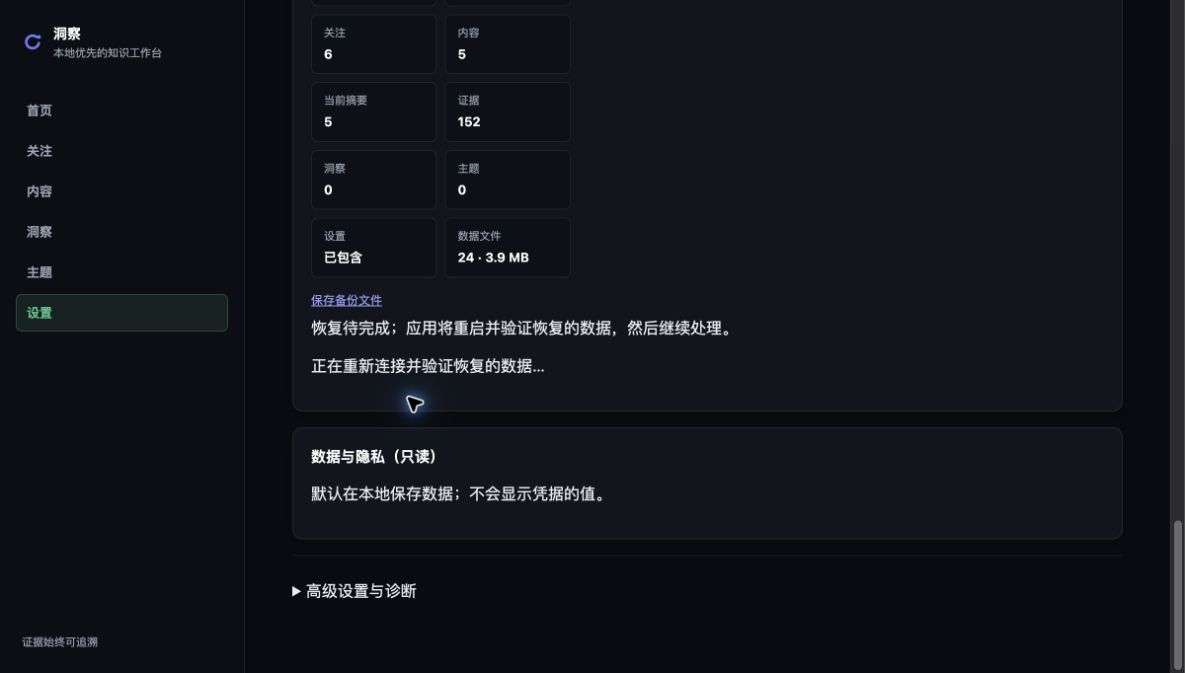 洞察
本地优先的知识工作台
首页
关注
内容
洞察
主题
设置
证据始终可追溯
关注
6
内容
5
当前摘要
5
证据
152
洞察
0
主题
0
设置
已包含
数据文件
24 · 3.9 MB
保存备份文件
恢复待完成；应用将重启并验证恢复的数据，然后继续处理。
正在重新连接并验证恢复的数据...
数据与隐私（只读）
默认在本地保存数据；不会显示凭据的值。
▶ 高级设置与诊断